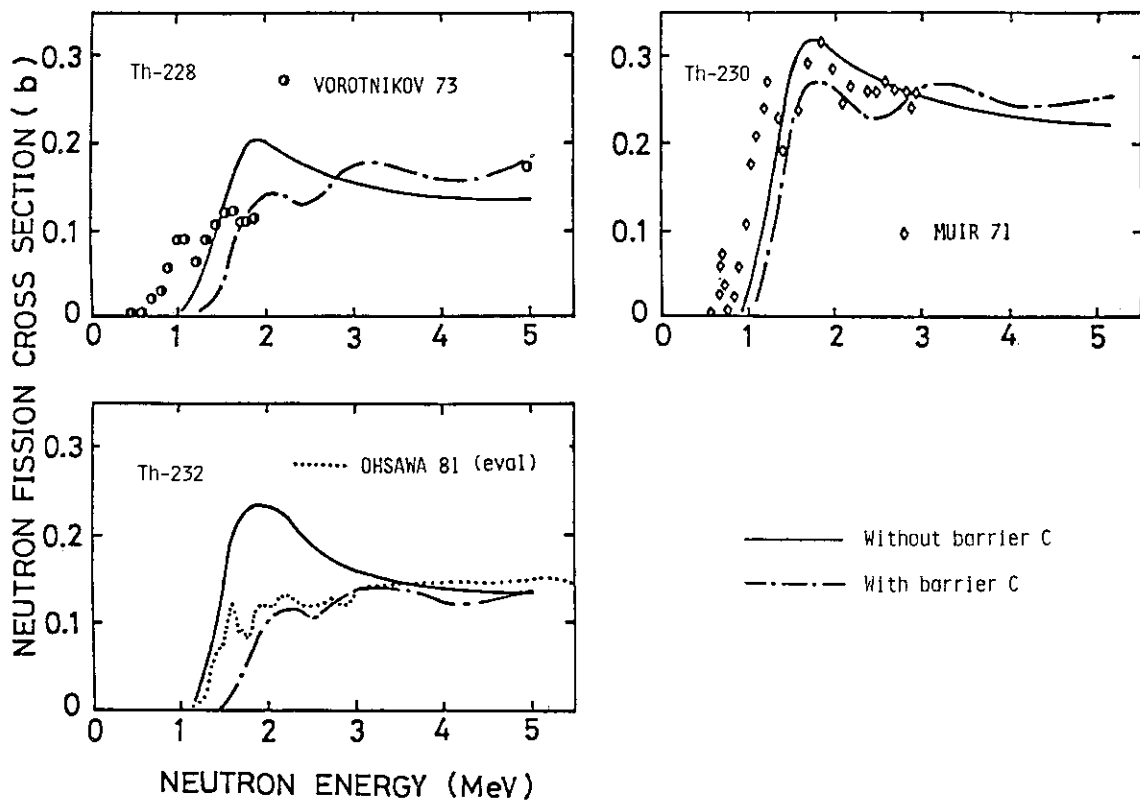 NEUTRON FISSION CROSS SECTION (b)
0.3
0.2
0.1
0
Th-228
VOROTNIKOV 73
0 1 2 3 4 5
0.3
0.2
0.1
0
Th-230
MUIR 71
0 1 2 3 4 5
0.3
0.2
0.1
0
Th-232
OHSAWA 81 (eval)
0 1 2 3 4 5
Without barrier C
With barrier C
NEUTRON ENERGY (MeV)